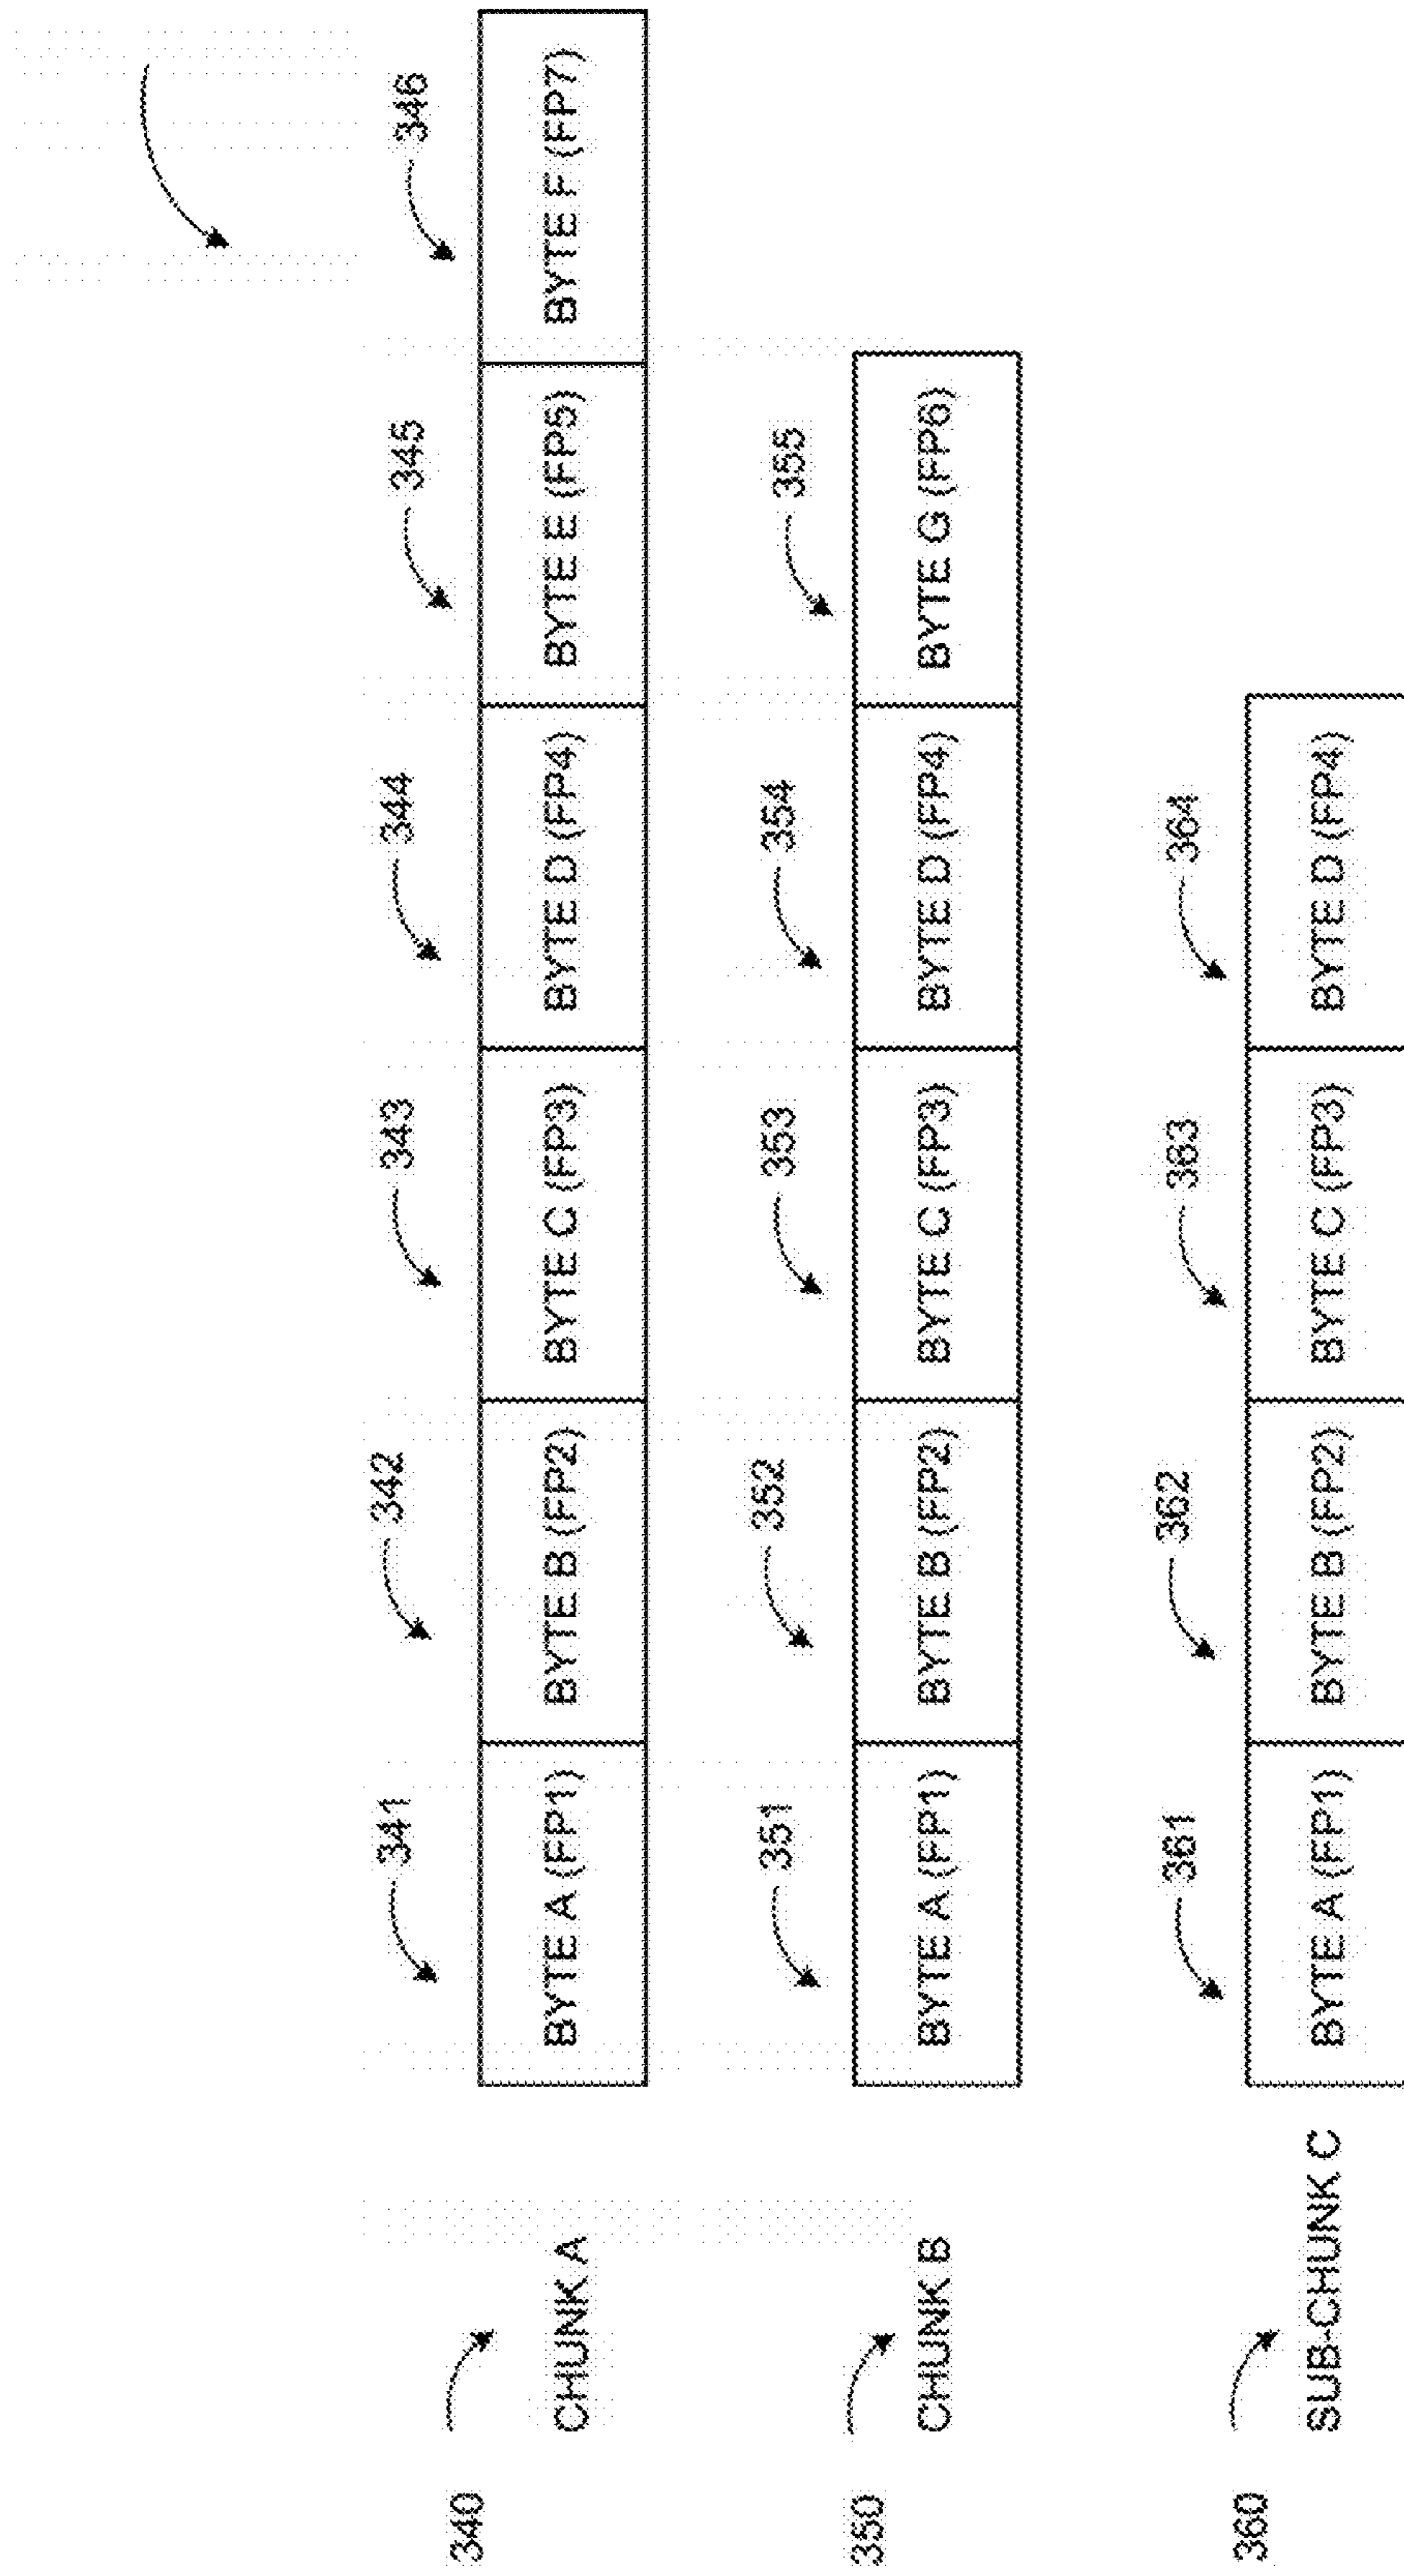 341 342 343 344 345 346
340 CHUNK A BYTE A (FP1) BYTE B (FP2) BYTE C (FP3) BYTE D (FP4) BYTE E (FP5) BYTE F (FP7)
351 352 353 354 355
350 CHUNK B BYTE A (FP1) BYTE B (FP2) BYTE C (FP3) BYTE D (FP4) BYTE G (FP6)
361 362 363 364
360 SUB-CHUNK C BYTE A (FP1) BYTE B (FP2) BYTE C (FP3) BYTE D (FP4)